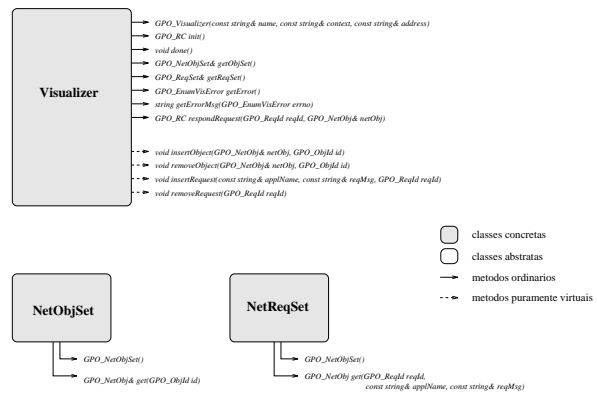 GPO_Visualizer(const string& name, const string& context, const string& address)
GPO_RC init()
void done()
GPO_NetObjSet& getObjSet()
GPO_ReqSet& getReqSet()
GPO_EnumVisError getError()
string getErrorMsg(GPO_EnumVisError errno)
GPO_RC respondRequest(GPO_ReqId reqId, GPO_NetObj& netObj)
Visualizer
void insertObject(GPO_NetObj& netObj, GPO_ObjId id)
void removeObject(GPO_NetObj& netObj, GPO_ObjId id)
void insertRequest(const string& applName, const string& reqMsg, GPO_ReqId reqId)
void removeRequest(GPO_ReqId reqId)
classes concretas
classes abstratas
metodos ordinarios
metodos puramente virtuais
NetObjSet
GPO_NetObjSet()
GPO_NetObj& get(GPO_ObjId id)
NetReqSet
GPO_NetObjSet()
GPO_NetObj get(GPO_ReqId reqId,
const string& applName, const string& reqMsg)